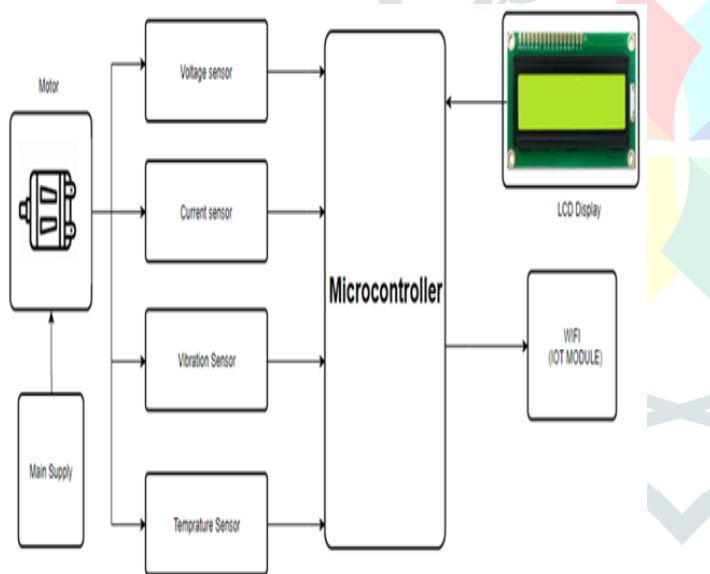 Motor
Voltage sensor
Current sensor
Vibration Sensor
Temprature Sensor
Main Supply
Microcontroller
LCD Display
WIFI
(IOT MODULE)